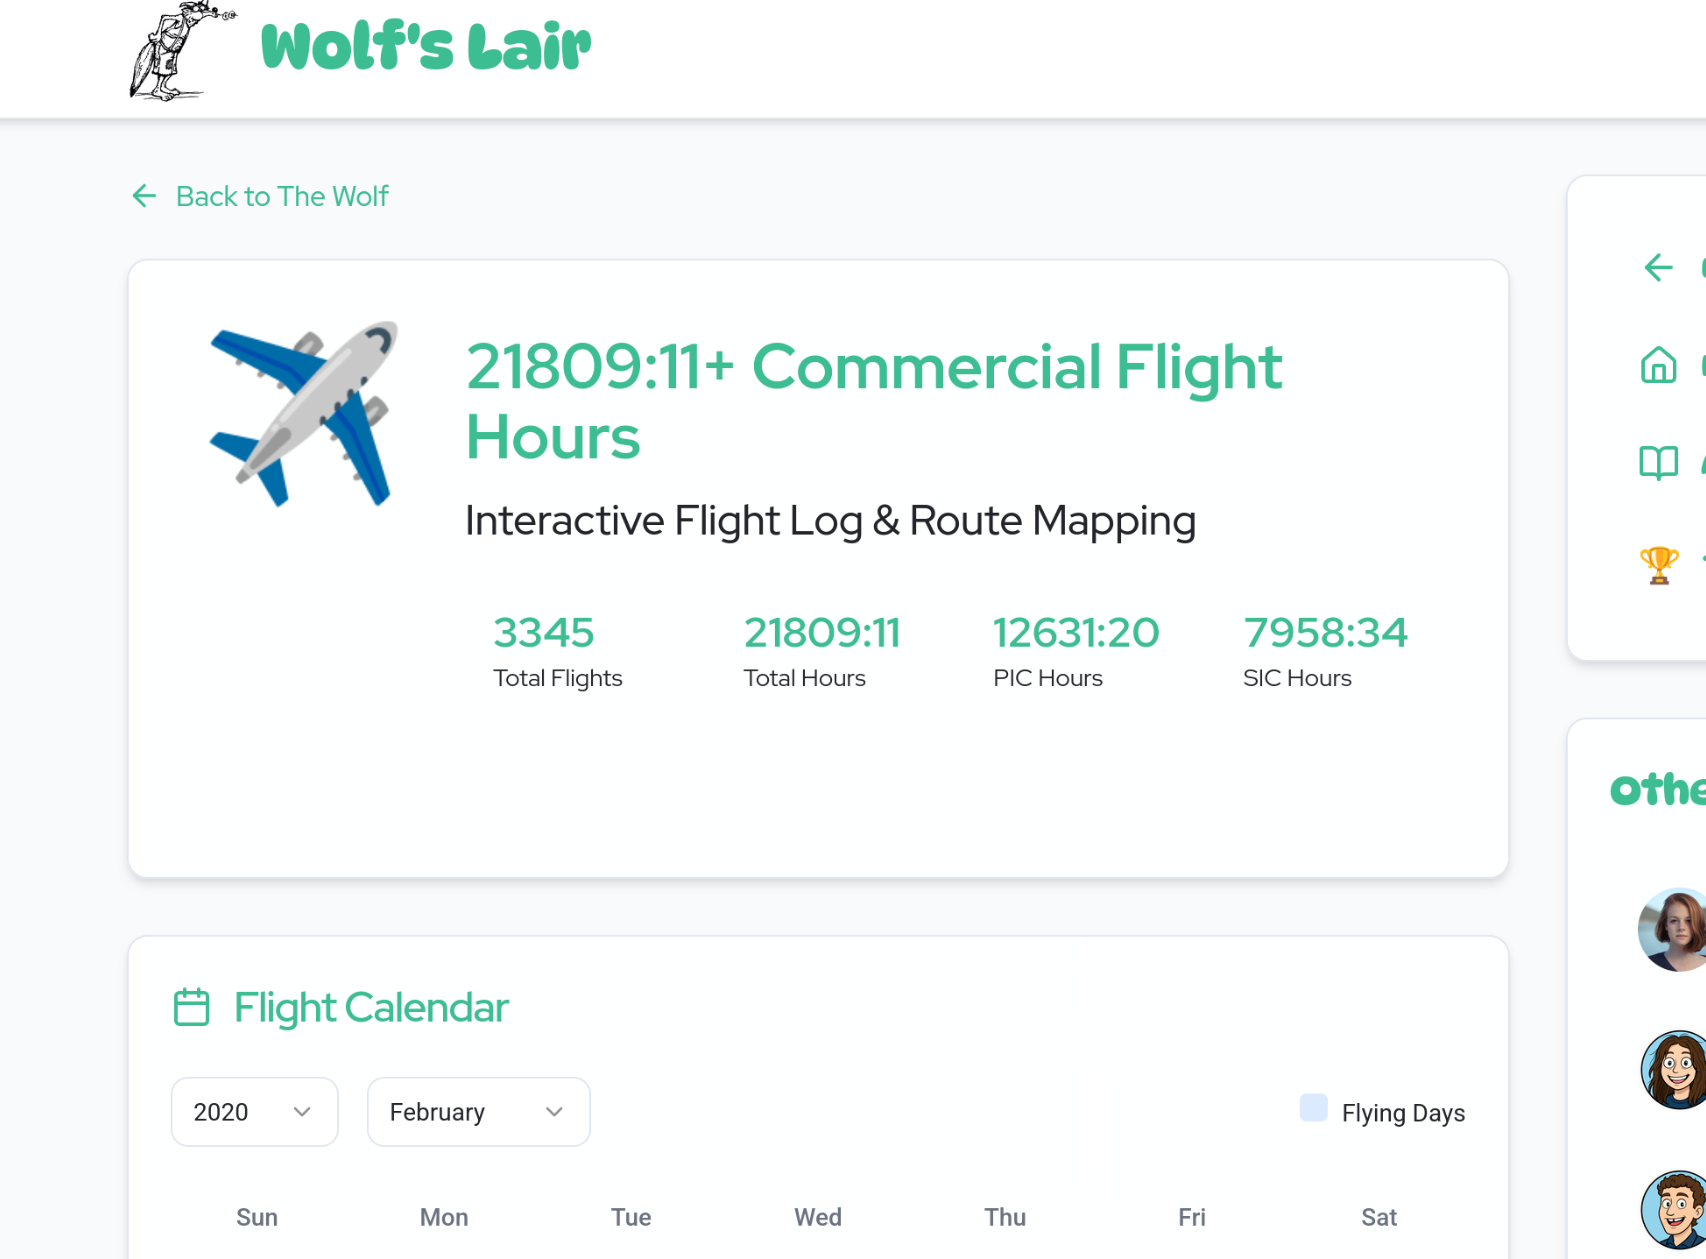 Wolf's Lair
Back to The Wolf
21809:11+ Commercial Flight
Hours
Interactive Flight Log & Route Mapping
3345 21809:11 12631:20 7958:34
Total Flights Total Hours PIC Hours SIC Hours
Flight Calendar
2020 February Flying Days
Sun Mon Tue Wed Thu Fri Sat
Othe